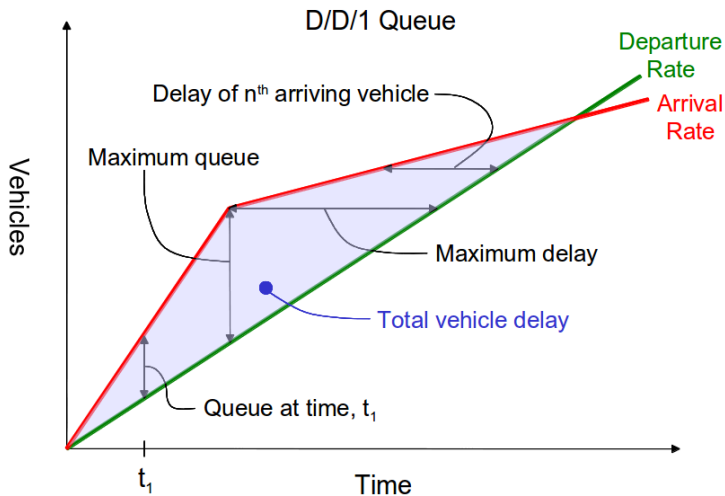 D/D/1 Queue
Departure
Rate
Delay of nth arriving vehicle
Arrival
Rate
Maximum queue
Vehicles
Maximum delay
Total vehicle delay
Queue at time, t1
t1
Time